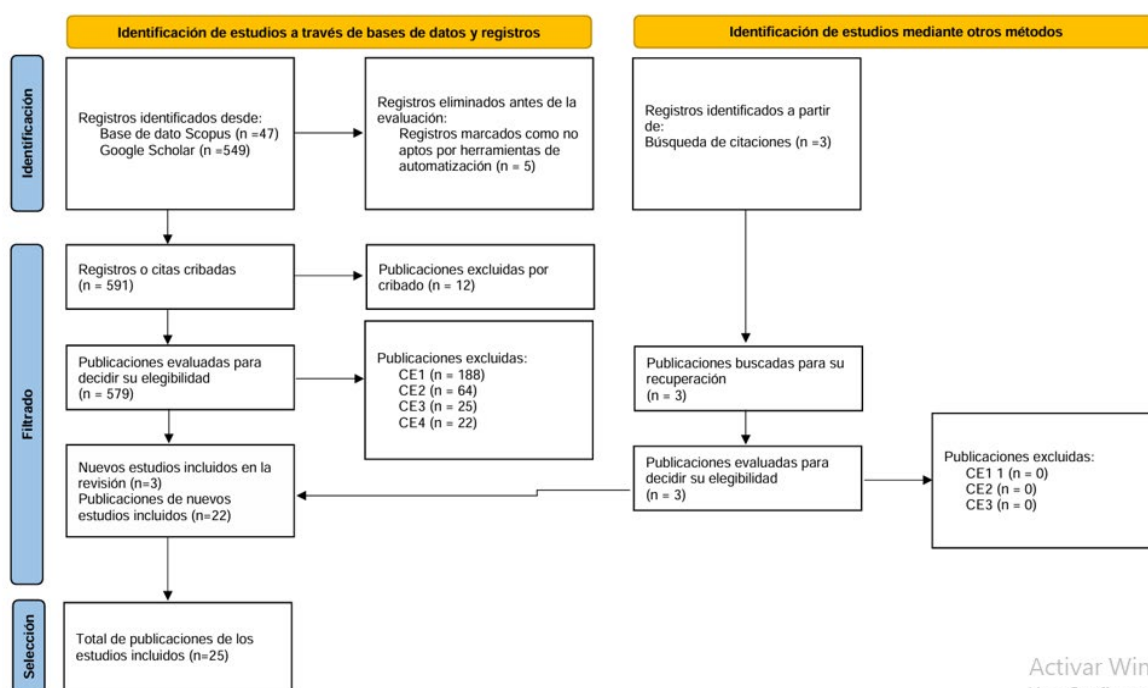 Identificación de estudios a través de bases de datos y registros
Identificación de estudios mediante otros métodos
Identificación
Registros identificados desde:
Base de dato Scopus (n =47)
Google Scholar (n =549)
Registros eliminados antes de la
evaluación:
Registros marcados como no
aptos por herramientas de
automatización (n = 5)
Registros identificados a partir
de:
Búsqueda de citaciones (n =3)
Filtrado
Registros o citas cribadas
(n = 591)
Publicaciones excluidas por
cribado (n = 12)
Publicaciones evaluadas para
decidir su elegibilidad
(n = 579)
Publicaciones excluidas:
CE1 (n = 188)
CE2 (n = 64)
CE3 (n = 25)
CE4 (n = 22)
Publicaciones buscadas para su
recuperación
(n = 3)
Nuevos estudios incluidos en la
revisión (n=3)
Publicaciones de nuevos
estudios incluidos (n=22)
Publicaciones evaluadas para
decidir su elegibilidad
(n = 3)
Publicaciones excluidas:
CE1 1 (n = 0)
CE2 (n = 0)
CE3 (n = 0)
Selección
Total de publicaciones de los
estudios incluidos (n=25)
Activar Win